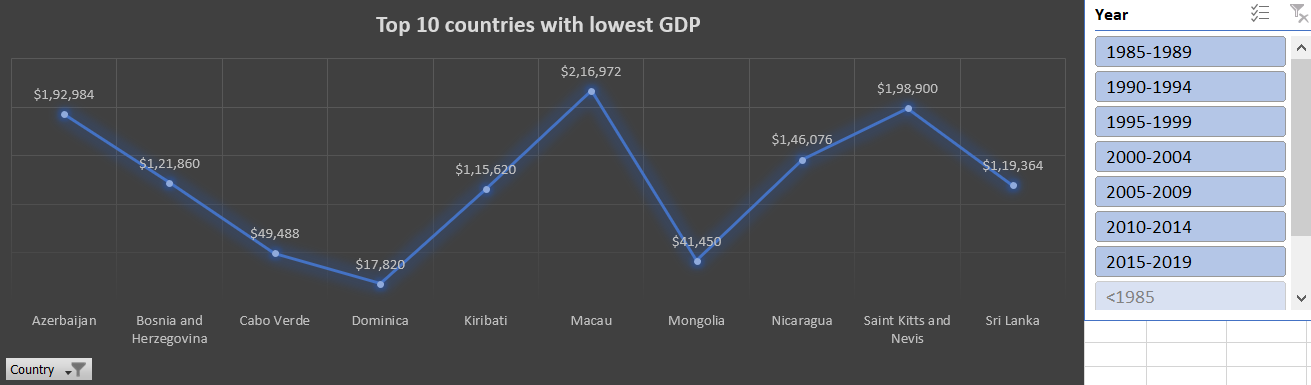 Top 10 countries with lowest GDP
$1,92,984
$1,21,860
$49,488
$17,820
$1,15,620
$2,16,972
$41,450
$1,46,076
$1,98,900
$1,19,364
Azerbaijan
Bosnia and
Herzegovina
Cabo Verde
Dominica
Kiribati
Macau
Mongolia
Nicaragua
Saint Kitts and
Nevis
Sri Lanka
Country
Year
1985-1989
1990-1994
1995-1999
2000-2004
2005-2009
2010-2014
2015-2019
<1985